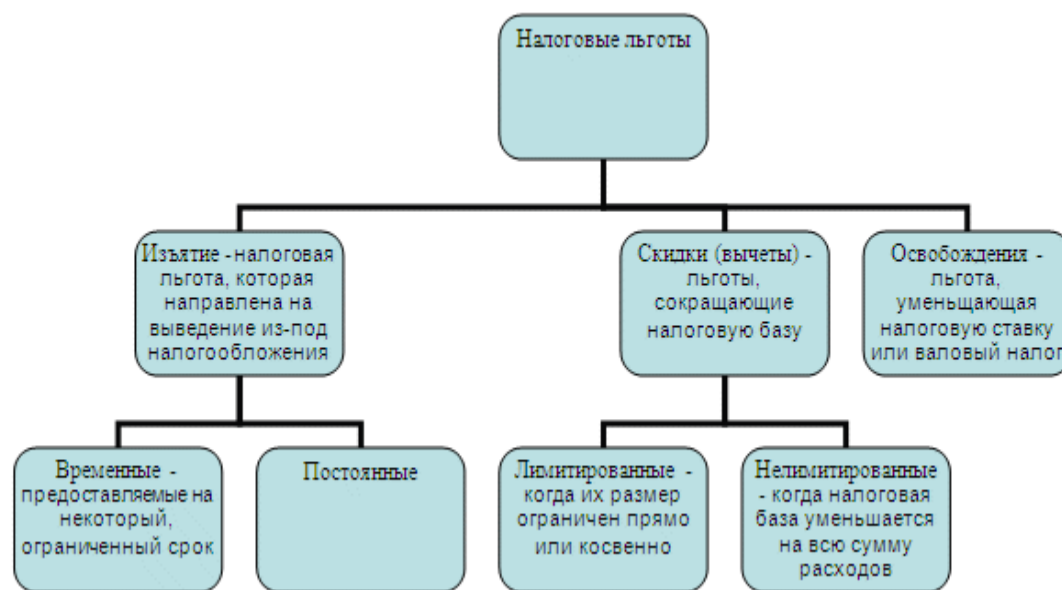 Налоговые льготы
Изъятие - налоговая
льгота, которая
направлена на
выведение из-под
налогообложения
Скидки (вычеты) -
льготы,
сокращающие
налоговую базу
Освобождения -
льгота,
уменьщающая
налоговую ставку
или валовый налог
Временные -
предоставляемые на
некоторый,
ограниченный срок
Постоянные
Лимитированные -
когда их размер
ограничен прямо
или косвенно
Нелимитированные
- когда налоговая
база уменьшается
на всю сумму
расходов